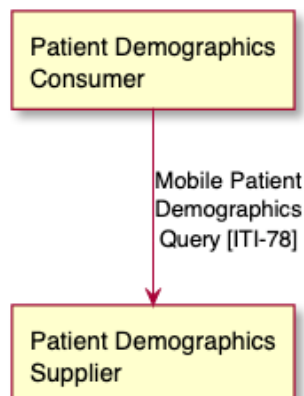 Patient Demographics
Consumer
Mobile Patient
Demographics
Query [ITI-78]
Patient Demographics
Supplier